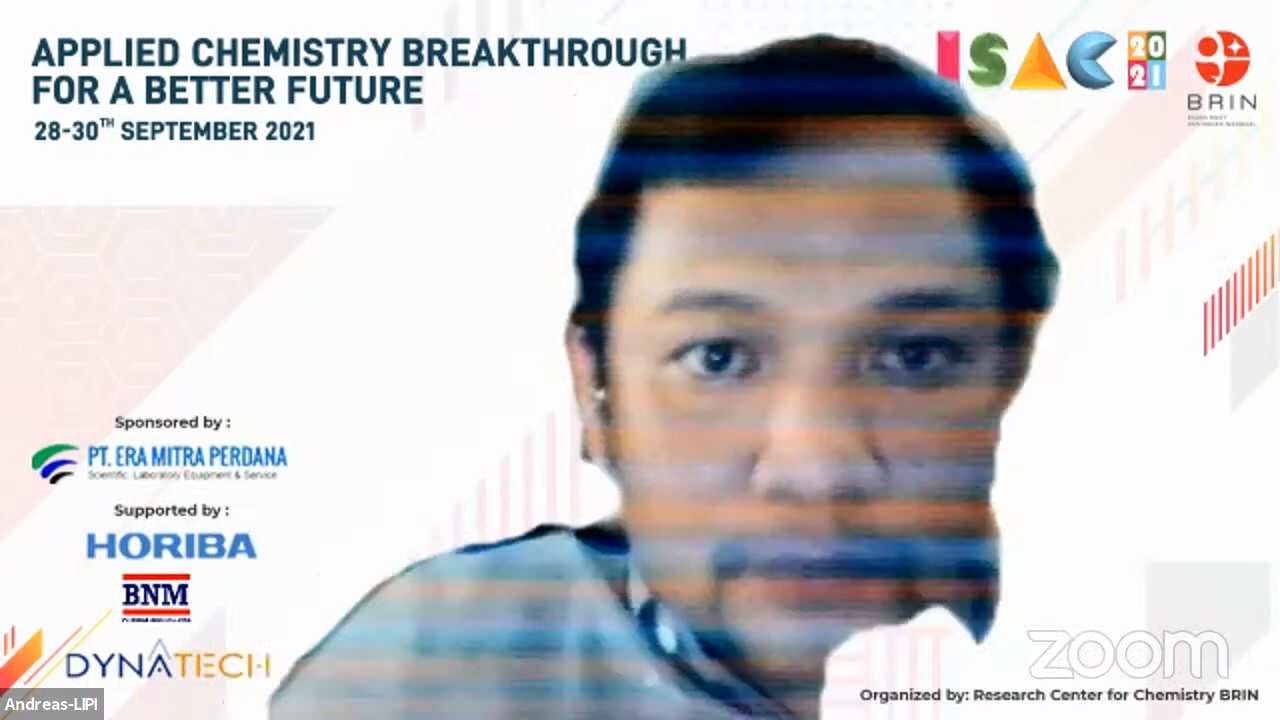 APPLIED CHEMISTRY BREAKTHROUGH
FOR A BETTER FUTURE
28-30TH SEPTEMBER 2021
ISAC 2021
BRIN
Sponsored by :
PT. ERA MITRA PERDANA
Scientific, Laboratory Equipment & Service
Supported by :
HORIBA
BNM
DYNATECH
Andreas-LIPI
zoom
Organized by: Research Center for Chemistry BRIN